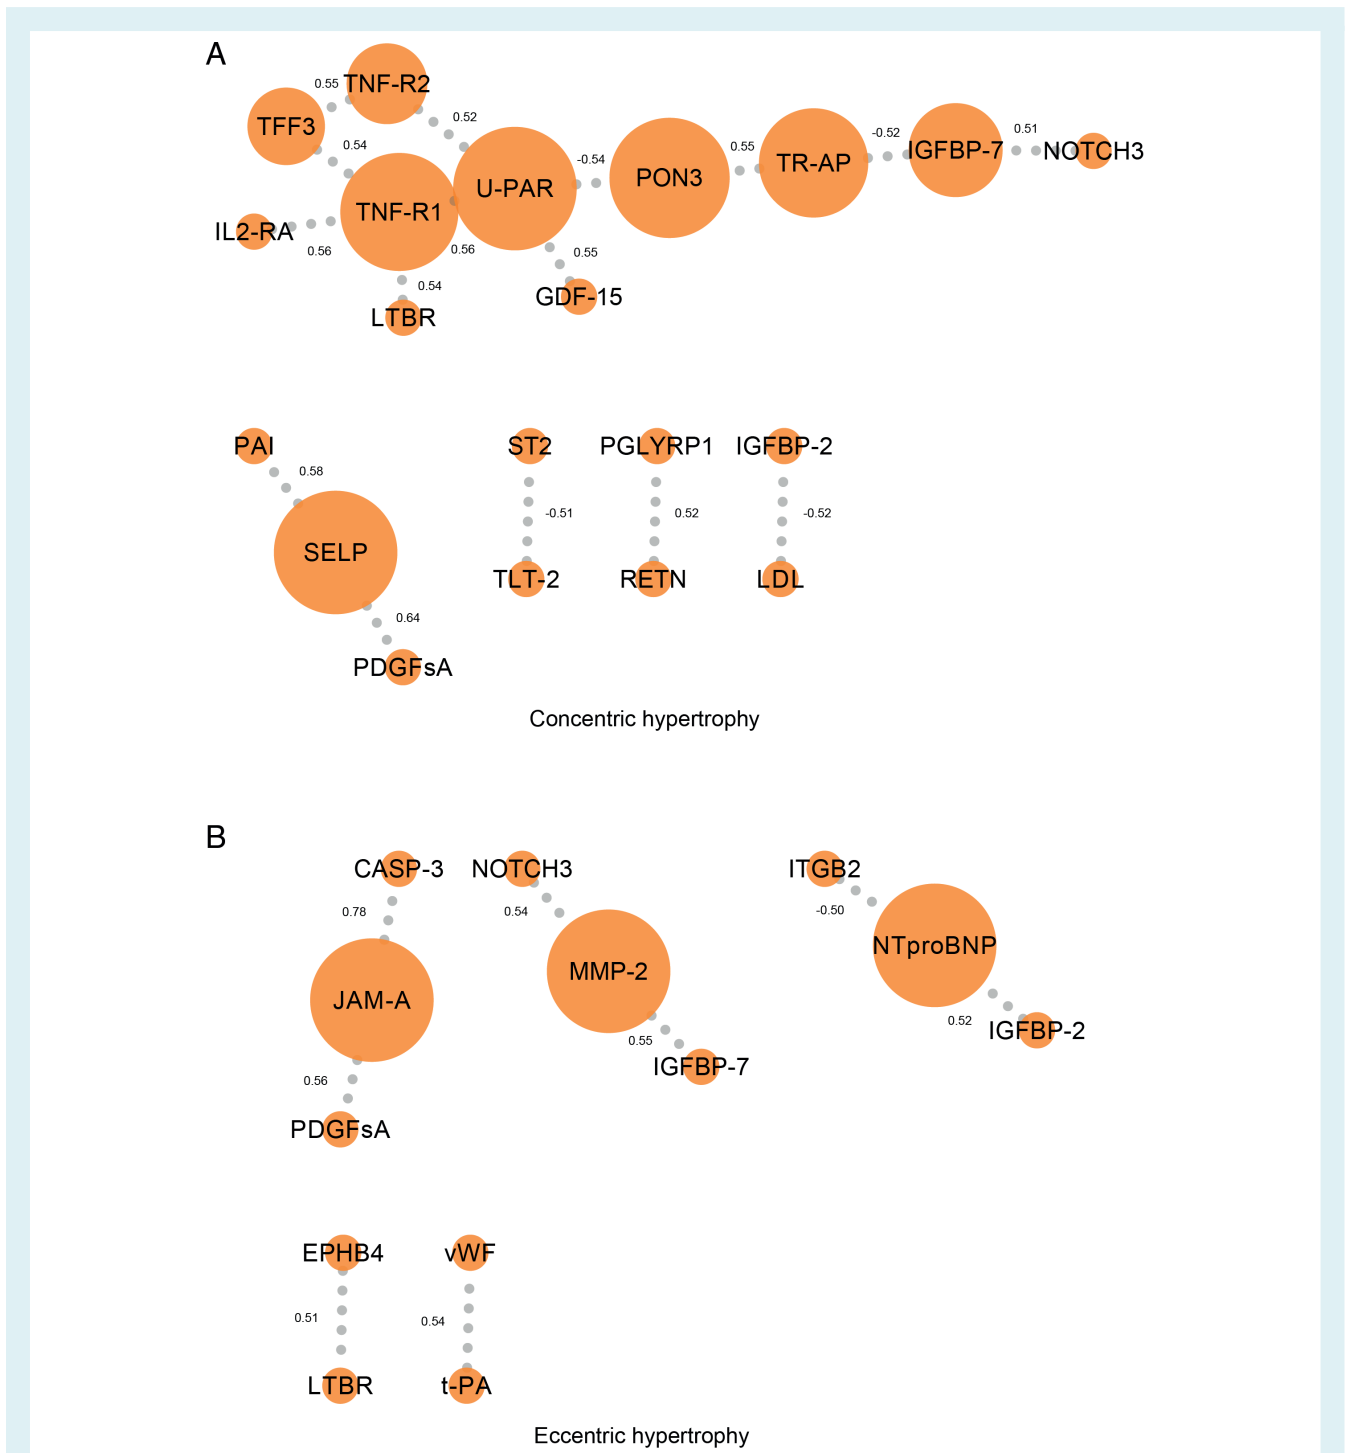 A
TNF-R2
0.55
TFF3
0.52
0.54
0.51
-0.52
0.55
IGFBP-7
NOTCH3
-0.54
TR-AP
PON3
U-PAR
TNF-R1
IL2-RA
0.56
0.56
0.55
0.54
GDF-15
LTBR
PAI
ST2
PGLYRP1
IGFBP-2
0.58
-0.51
0.52
-0.52
SELP
TLT-2
RETN
LDL
0.64
PDGFsA
Concentric hypertrophy
B
CASP-3
NOTCH3
ITGB2
0.78
0.54
-0.50
NTproBNP
MMP-2
JAM-A
0.52
IGFBP-2
0.55
IGFBP-7
0.56
PDGFsA
EPHB4
vWF
0.51
0.54
LTBR
t-PA
Eccentric hypertrophy